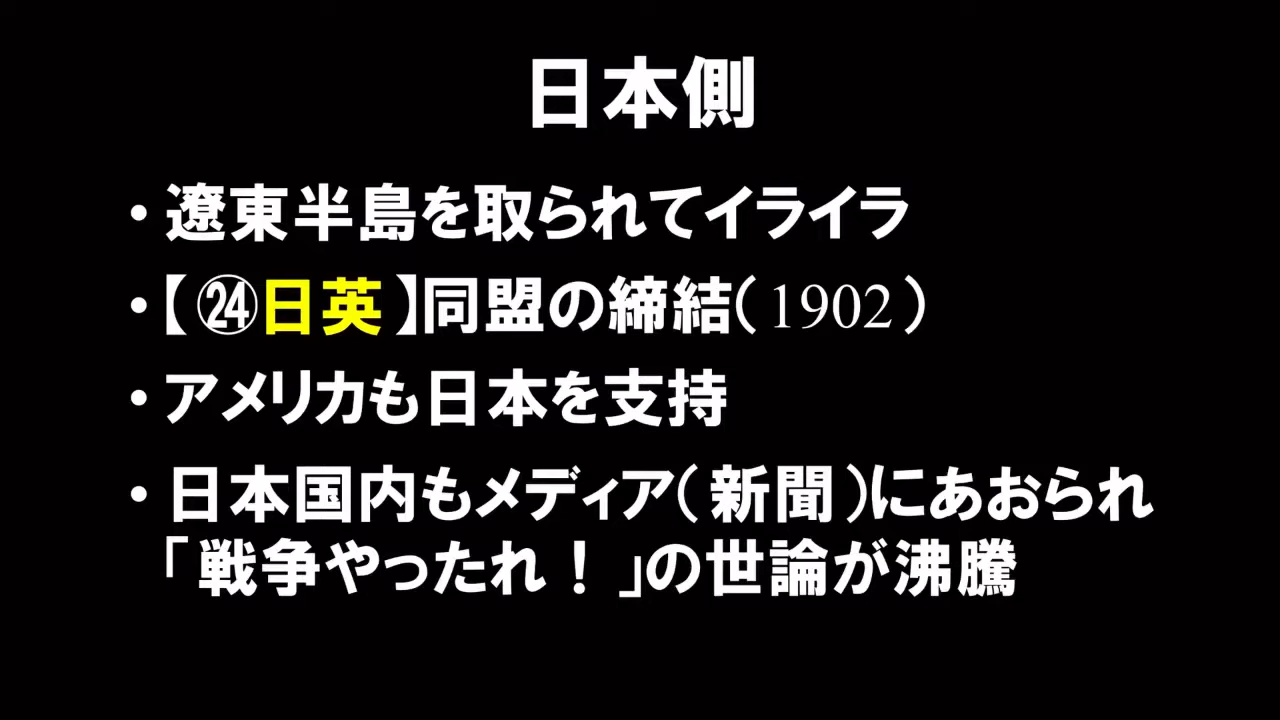 日本側
・遼東半島を取られてイライラ
・【㉔日英】同盟の締結(1902)
・アメリカも日本を支持
・日本国内もメディア(新聞)にあおられ
「戦争やったれ!」の世論が沸騰